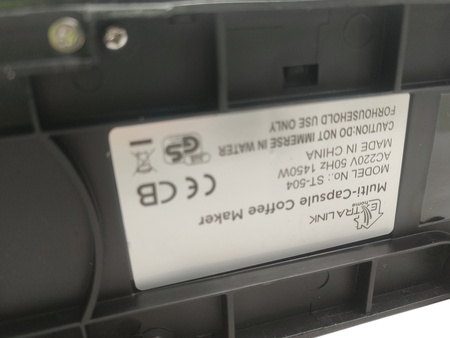 EXTRALINK
home
Multi-Capsule Coffee Maker
MODEL No.: ST-504
AC220V 50Hz 1450W
MADE IN CHINA
CAUTION:DO NOT IMMERSE IN WATER
FORHOUSEHOLD USE ONLY
CE CB
GS